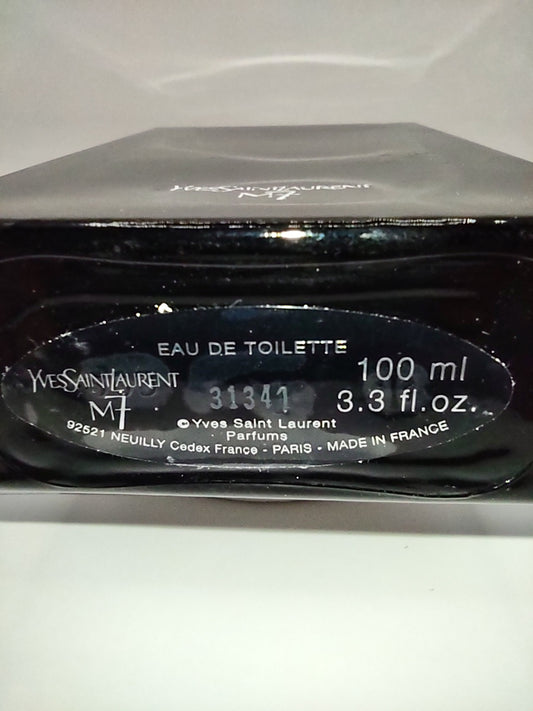 YVESSAINTLAURENT
M7
EAU DE TOILETTE
YVESSAINTLAURENT
M7
31341
100 ml
3.3 fl.oz.
©Yves Saint Laurent
Parfums
92521 NEUILLY Cedex France - PARIS - MADE IN FRANCE